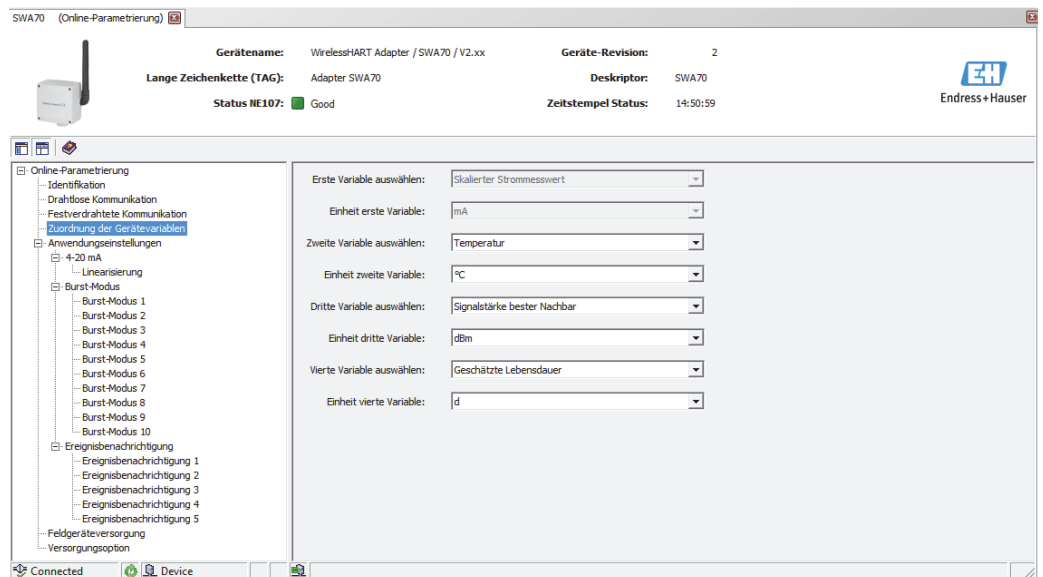 SWA70 (Online-Parametrierung)
Gerätename: WirelessHART Adapter / SWA70 / V2.xx Geräte-Revision: 2
Lange Zeichenkette (TAG): Adapter SWA70 Deskriptor: SWA70
Status NE107: Good Zeitstempel Status: 14:50:59
EH
Endress+Hauser
Online-Parametrierung
Identifikation
Drahtlose Kommunikation
Festverdrahtete Kommunikation
Zuordnung der Gerätevariablen
Anwendungseinstellungen
4-20 mA
Linearisierung
Burst-Modus
Burst-Modus 1
Burst-Modus 2
Burst-Modus 3
Burst-Modus 4
Burst-Modus 5
Burst-Modus 6
Burst-Modus 7
Burst-Modus 8
Burst-Modus 9
Burst-Modus 10
Ereignisbenachrichtigung
Ereignisbenachrichtigung 1
Ereignisbenachrichtigung 2
Ereignisbenachrichtigung 3
Ereignisbenachrichtigung 4
Ereignisbenachrichtigung 5
Feldgeräteversorgung
Versorgungsoption
Erste Variable auswählen: Skalierter Strommesswert
Einheit erste Variable: mA
Zweite Variable auswählen: Temperatur
Einheit zweite Variable: °C
Dritte Variable auswählen: Signalstärke bester Nachbar
Einheit dritte Variable: dBm
Vierte Variable auswählen: Geschätzte Lebensdauer
Einheit vierte Variable: d
Connected Device